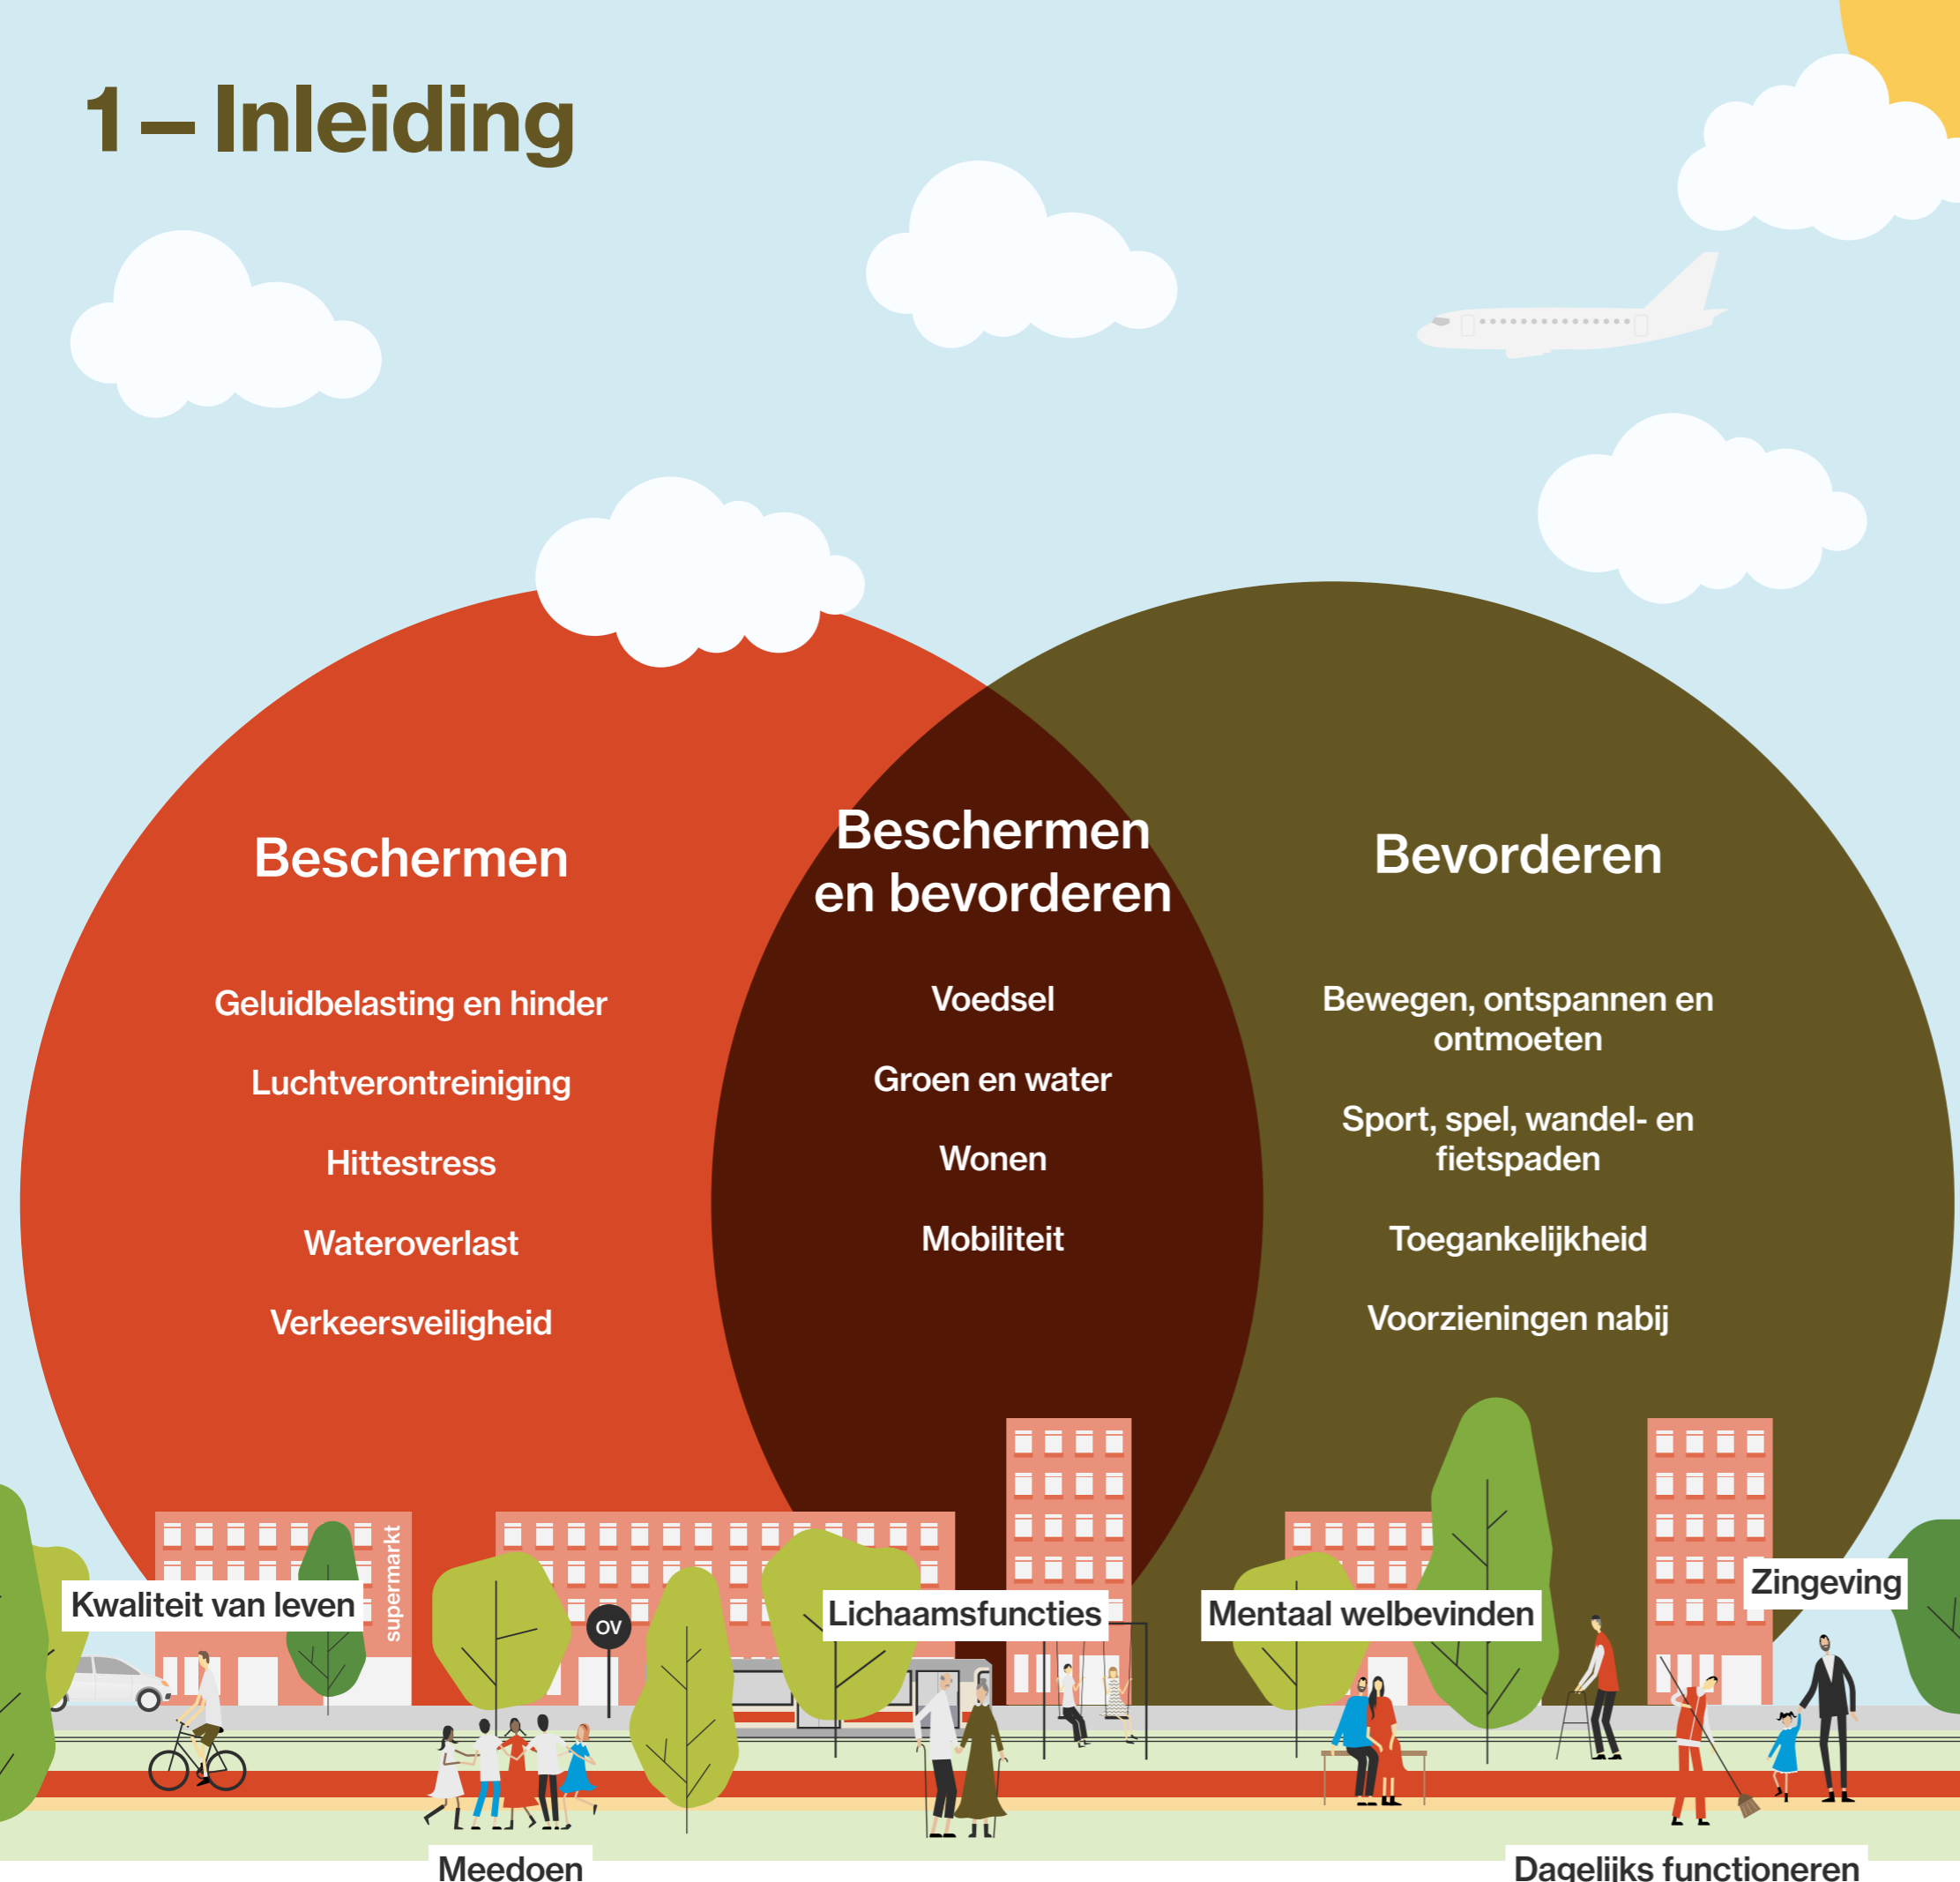 1 – Inleiding
Beschermen
Geluidbelasting en hinder
Luchtverontreiniging
Hittestress
Wateroverlast
Verkeersveiligheid
Beschermen
en bevorderen
Voedsel
Groen en water
Wonen
Mobiliteit
Bevorderen
Bewegen, ontspannen en
ontmoeten
Sport, spel, wandel- en
fietspaden
Toegankelijkheid
Voorzieningen nabij
Kwaliteit van leven
supermarkt
OV
Lichaamsfuncties
Mentaal welbevinden
Zingeving
Meedoen
Dagelijks functioneren